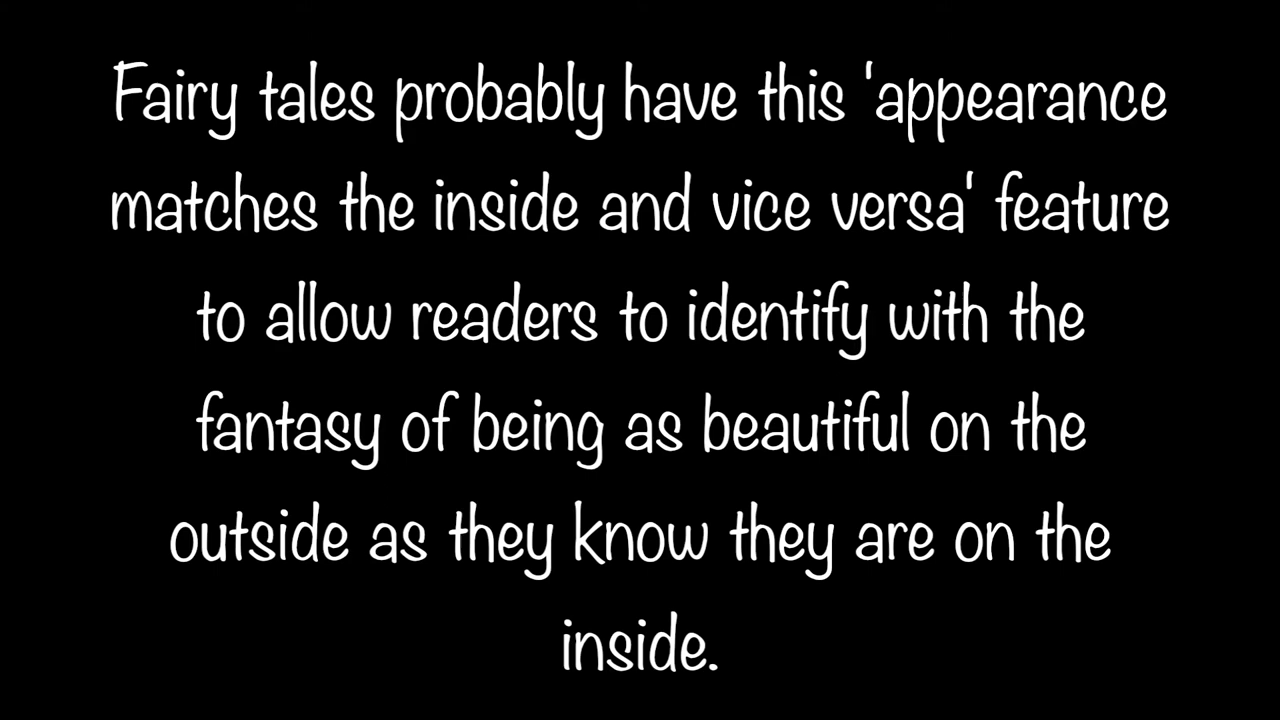 Fairy tales probably have this 'appearance
matches the inside and vice versa' feature
to allow readers to identify with the
fantasy of being as beautiful on the
outside as they know they are on the
inside.